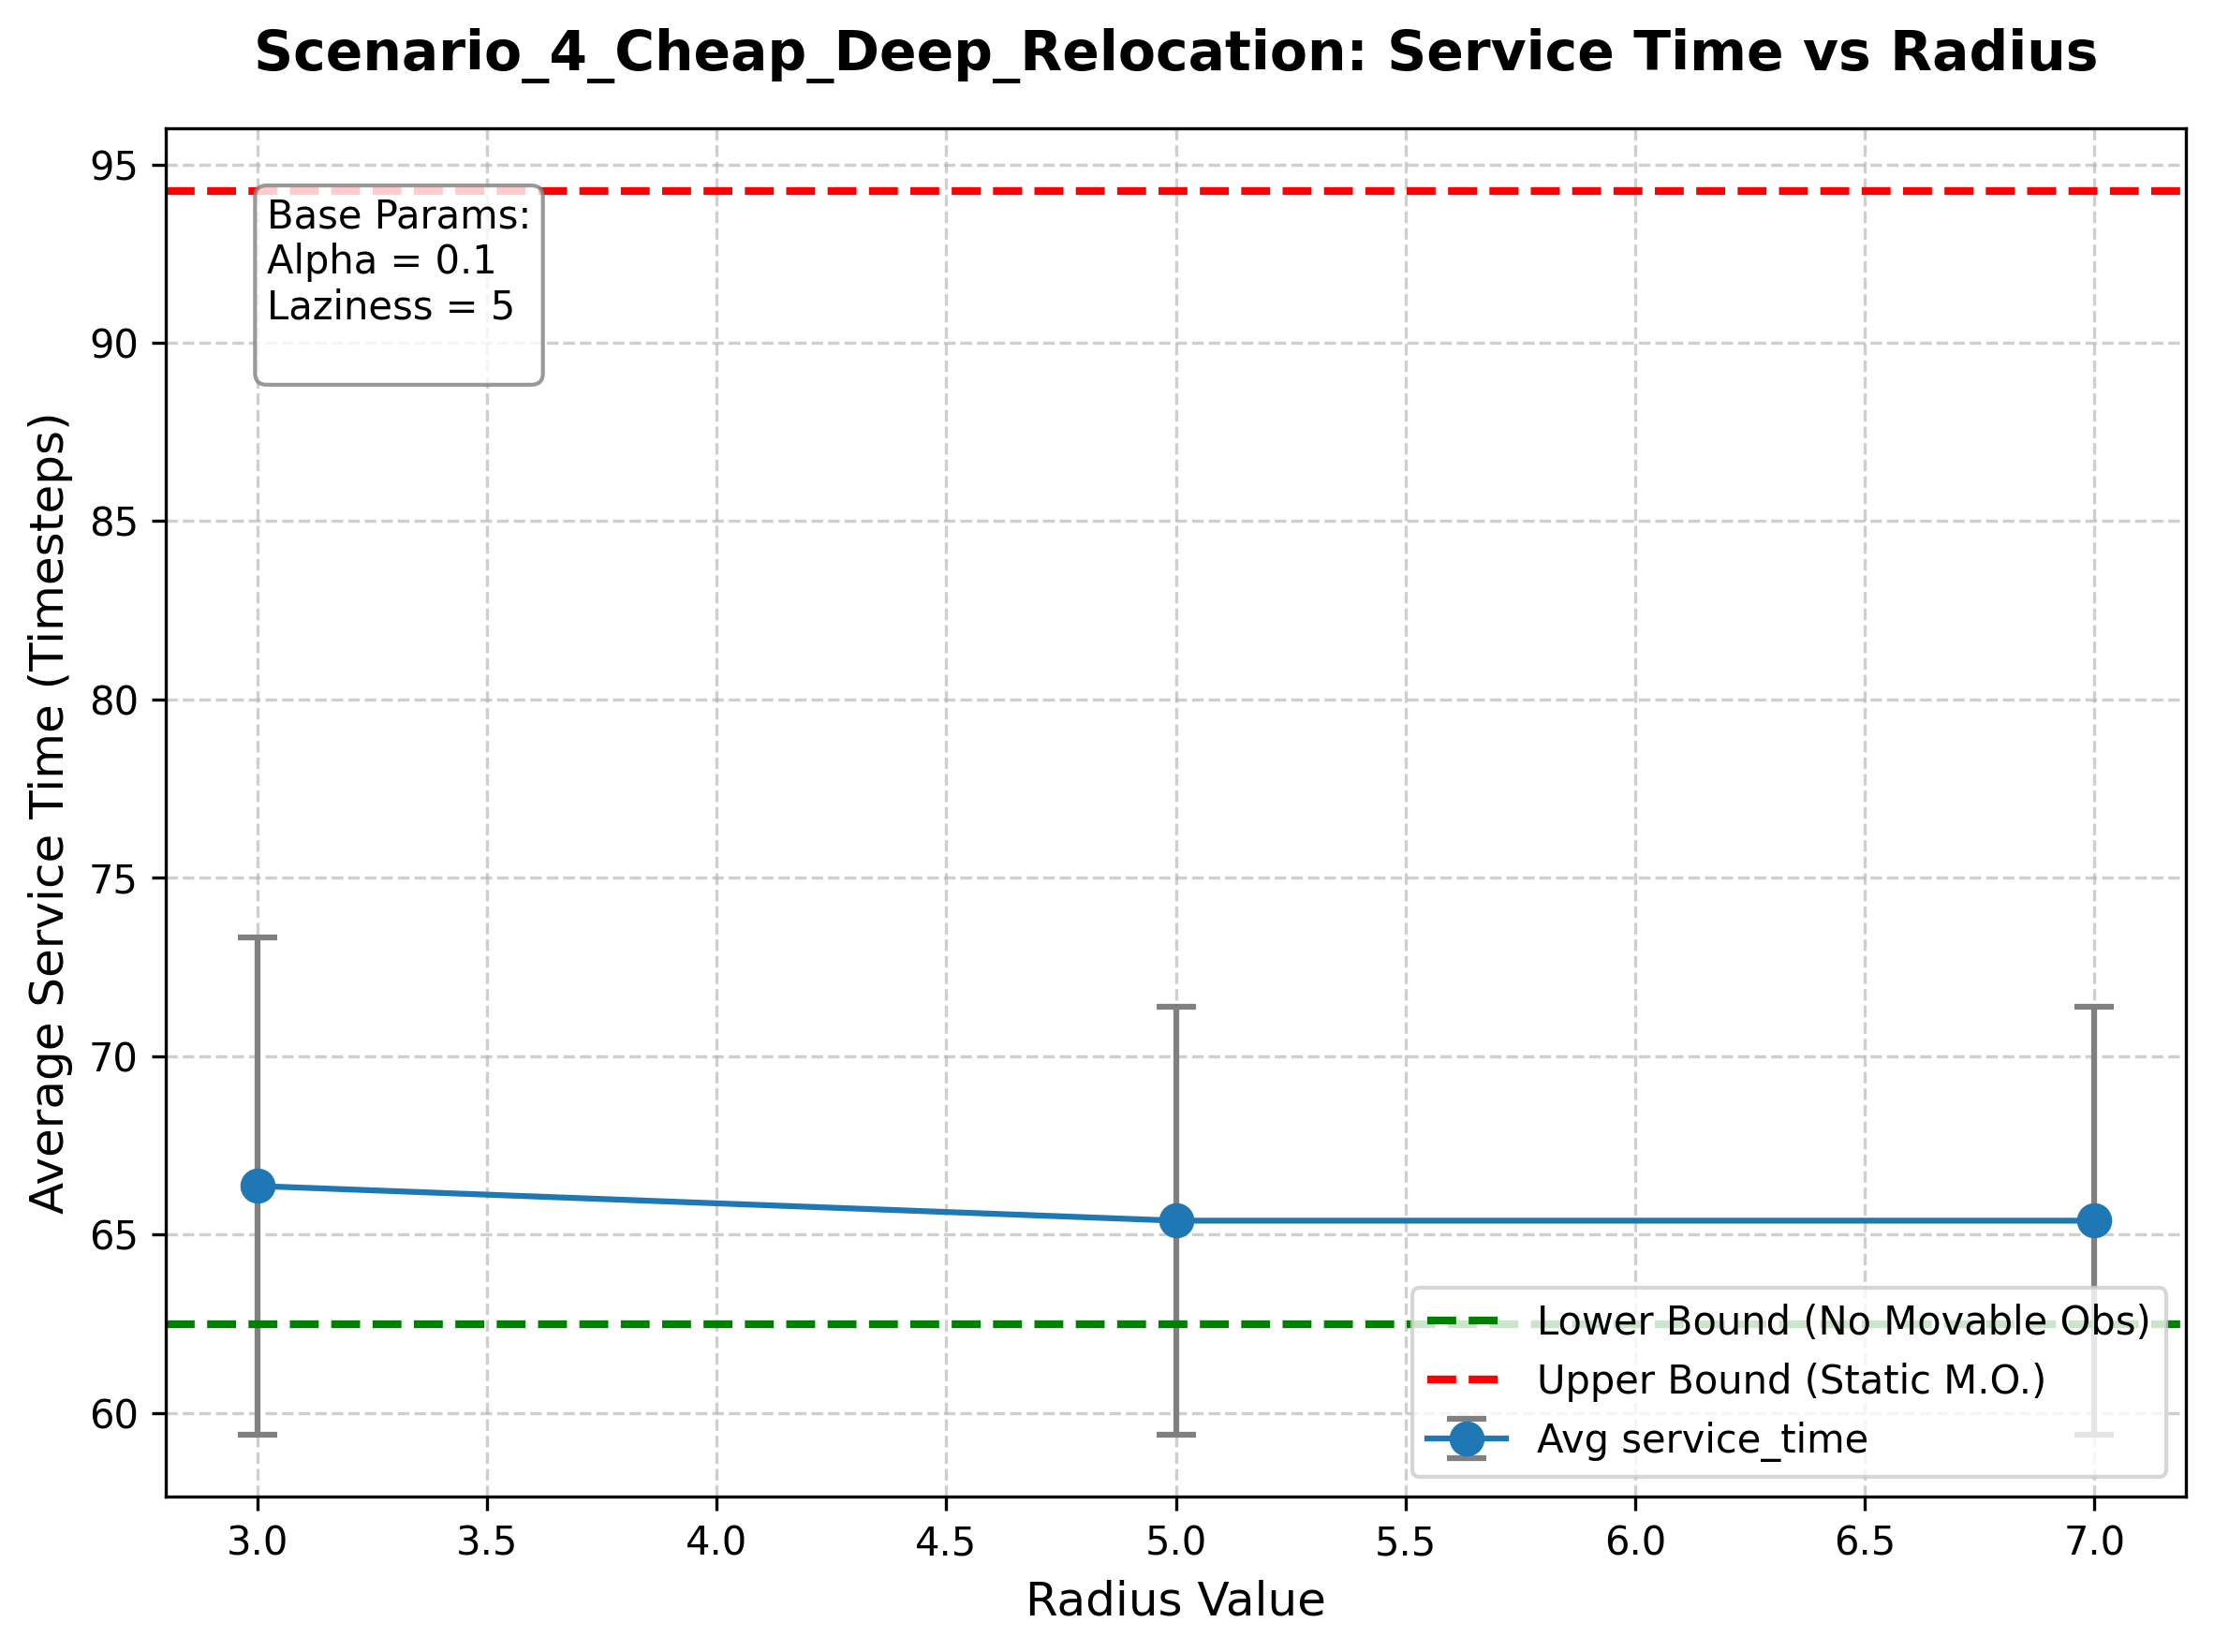 Scenario_4_Cheap_Deep_Relocation: Service Time vs Radius
Average Service Time (Timesteps)
95
90
85
80
75
70
65
60
Base Params:
Alpha = 0.1
Laziness = 5
Lower Bound (No Movable Obs)
Upper Bound (Static M.O.)
Avg service_time
3.0 3.5 4.0 4.5 5.0 5.5 6.0 6.5 7.0
Radius Value